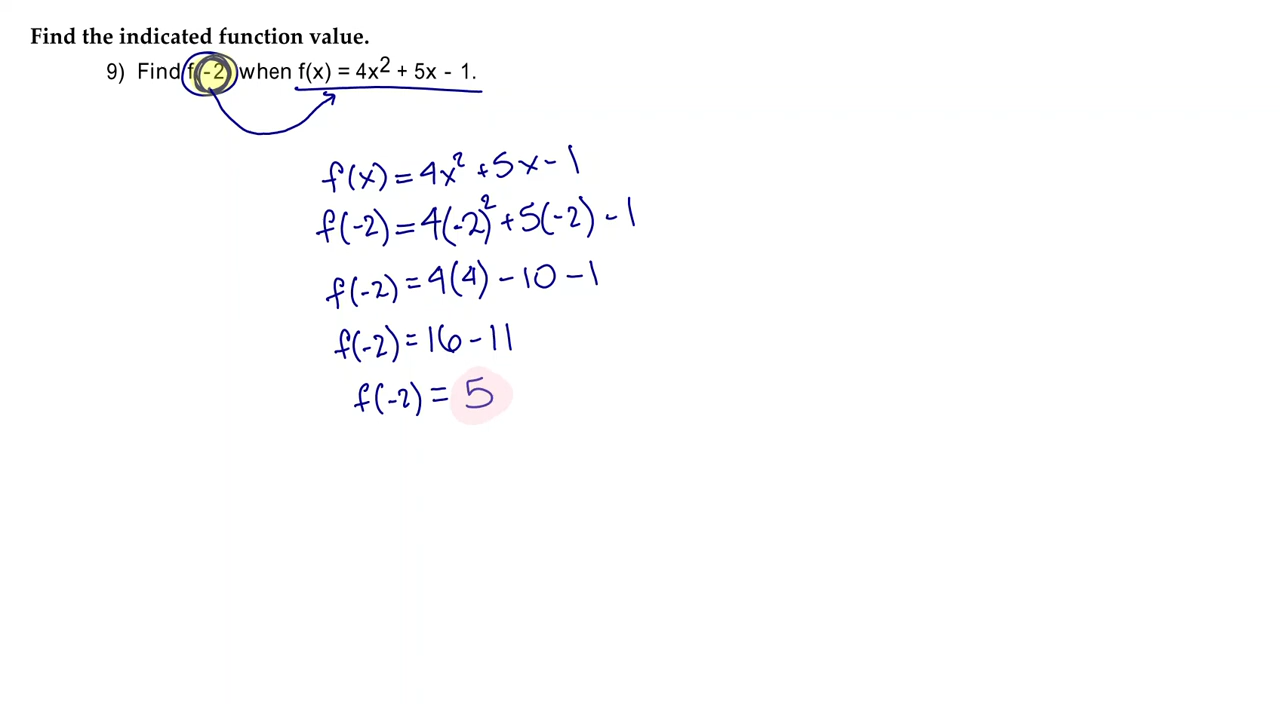 Find the indicated function value.
9) Find f(-2) when f(x) = 4x² + 5x - 1.
f(x) = 4x² + 5x - 1
f(-2) = 4(-2)² + 5(-2) - 1
f(-2) = 4(4) - 10 - 1
f(-2) = 16 - 11
f(-2) = 5